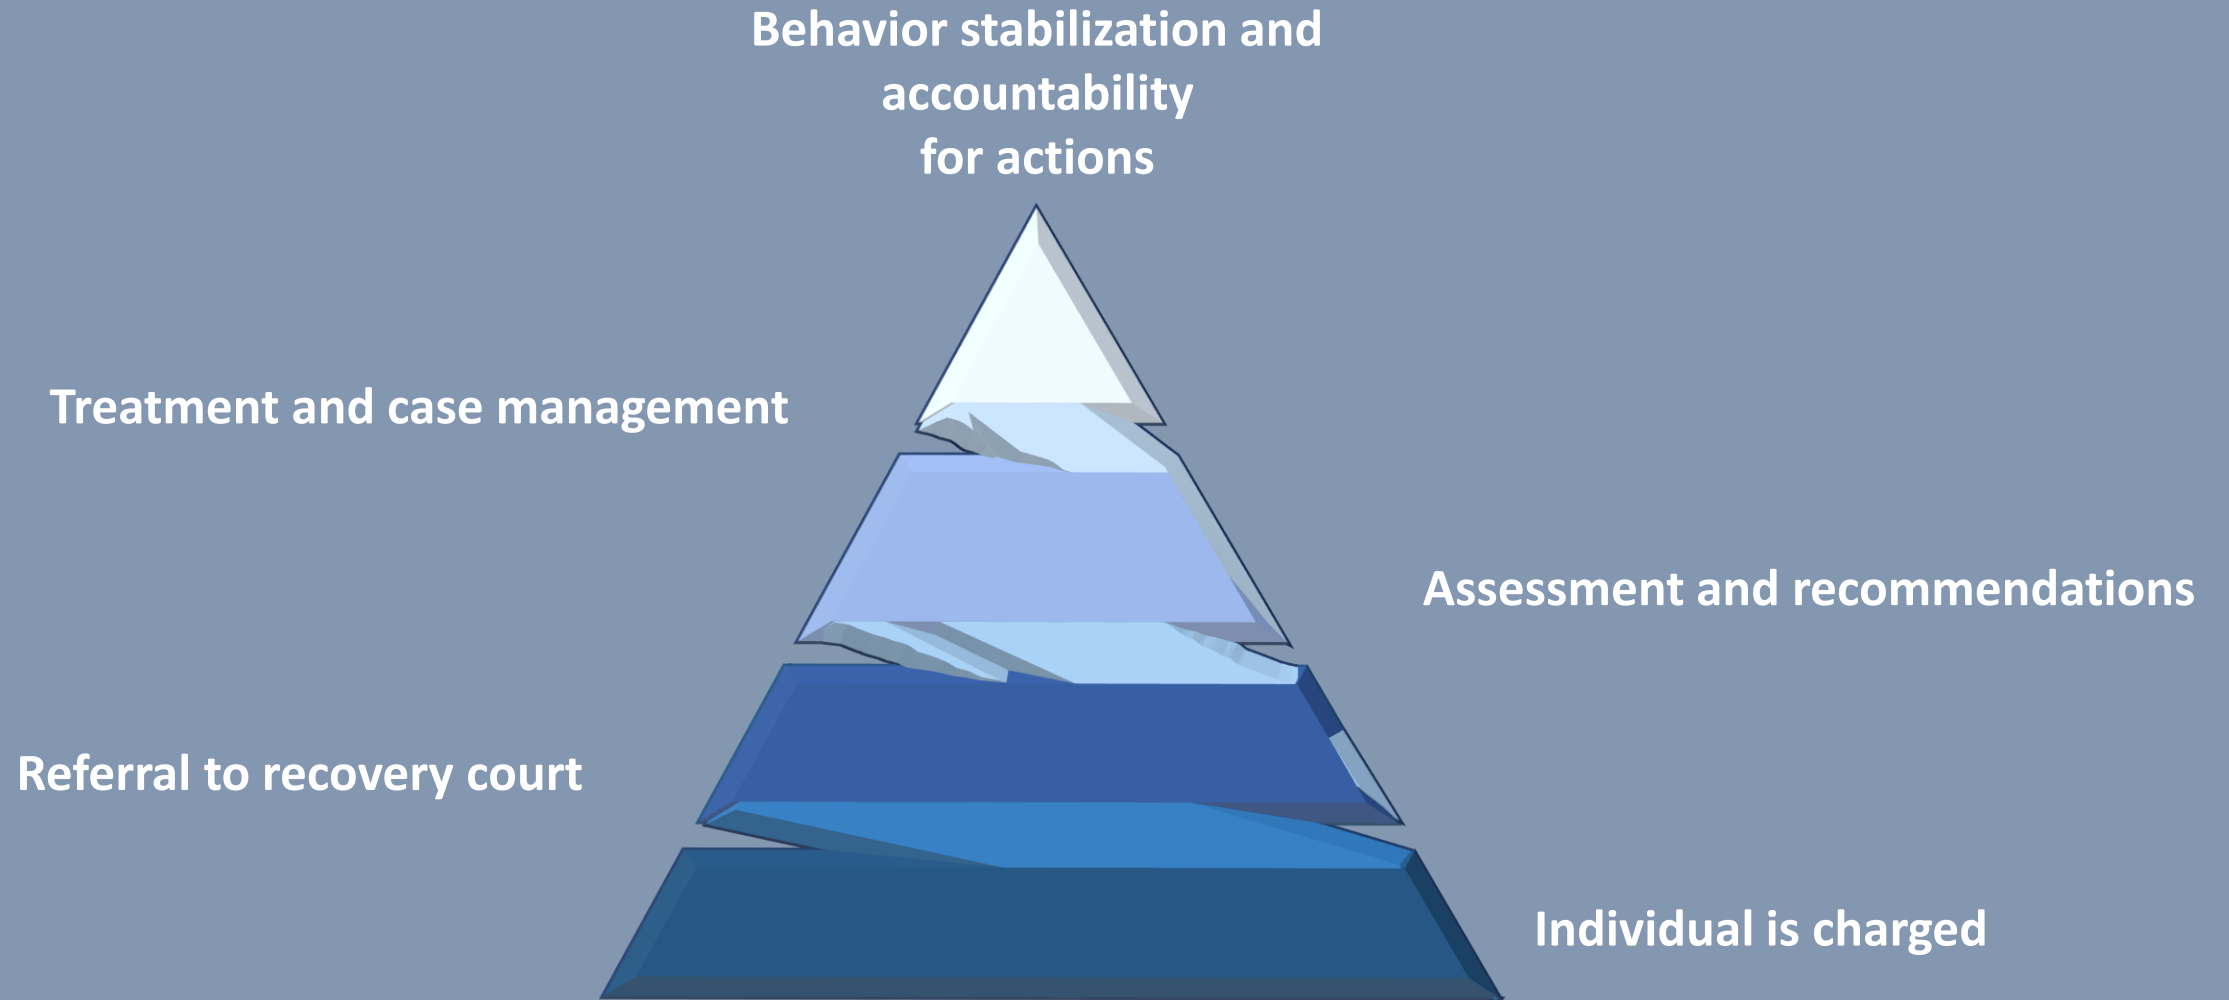 Behavior stabilization and
accountability
for actions
Treatment and case management
Assessment and recommendations
Referral to recovery court
Individual is charged